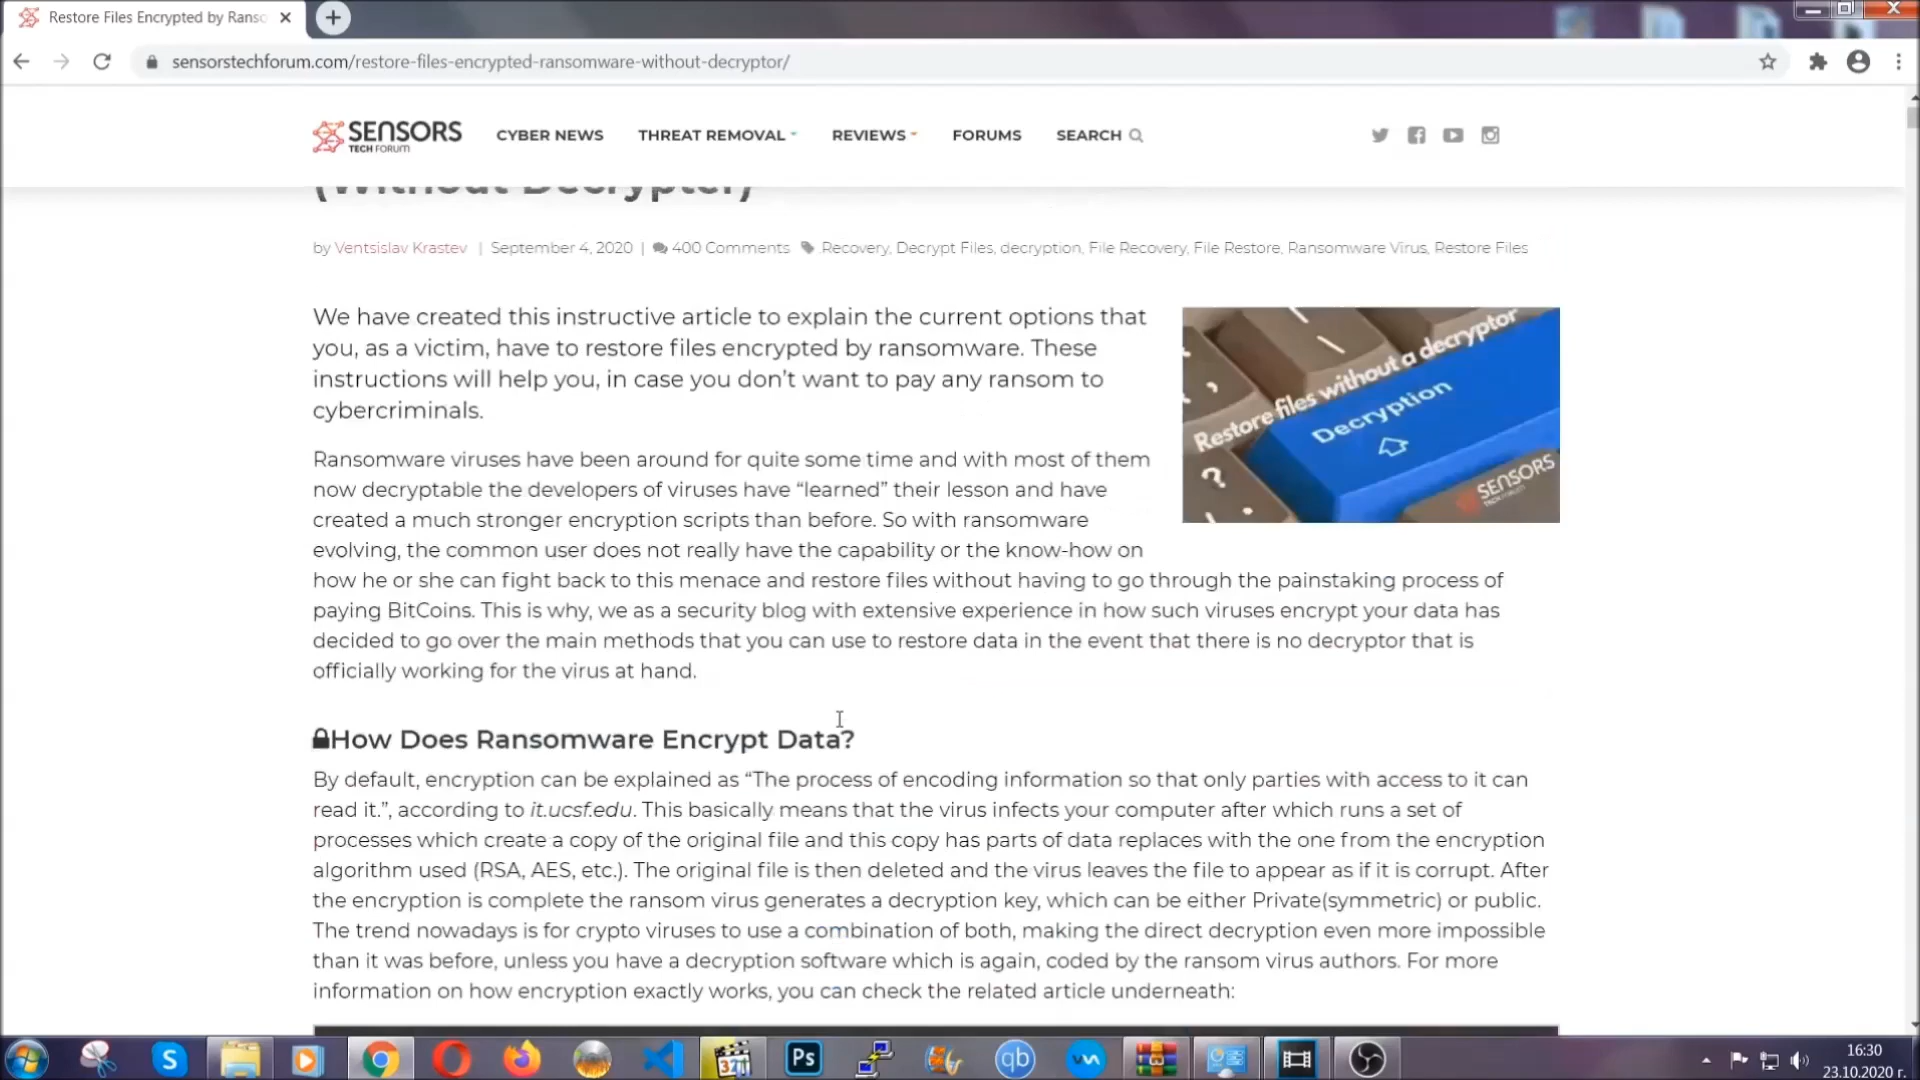 Restore Files Encrypted by Ranso
sensorstechforum.com/restore-files-encrypted-ransomware-without-decryptor/
SENSORS
TECH FORUM
CYBER NEWS THREAT REMOVAL REVIEWS FORUMS SEARCH
(Without Decrypter)
by Ventsislav Krastev | September 4, 2020 | 400 Comments Recovery, Decrypt Files, decryption, File Recovery, File Restore, Ransomware Virus, Restore Files
We have created this instructive article to explain the current options that
you, as a victim, have to restore files encrypted by ransomware. These
instructions will help you, in case you don’t want to pay any ransom to
cybercriminals.
Restore files without a decryptor
Decryption
SENSORS
Ransomware viruses have been around for quite some time and with most of them
now decryptable the developers of viruses have “learned” their lesson and have
created a much stronger encryption scripts than before. So with ransomware
evolving, the common user does not really have the capability or the know-how on
how he or she can fight back to this menace and restore files without having to go through the painstaking process of
paying BitCoins. This is why, we as a security blog with extensive experience in how such viruses encrypt your data has
decided to go over the main methods that you can use to restore data in the event that there is no decryptor that is
officially working for the virus at hand.
How Does Ransomware Encrypt Data?
By default, encryption can be explained as “The process of encoding information so that only parties with access to it can
read it.”, according to it.ucsf.edu. This basically means that the virus infects your computer after which runs a set of
processes which create a copy of the original file and this copy has parts of data replaces with the one from the encryption
algorithm used (RSA, AES, etc.). The original file is then deleted and the virus leaves the file to appear as if it is corrupt. After
the encryption is complete the ransom virus generates a decryption key, which can be either Private(symmetric) or public.
The trend nowadays is for crypto viruses to use a combination of both, making the direct decryption even more impossible
than it was before, unless you have a decryption software which is again, coded by the ransom virus authors. For more
information on how encryption exactly works, you can check the related article underneath:
S
321
Ps
qb
16:30
23.10.2020 г.